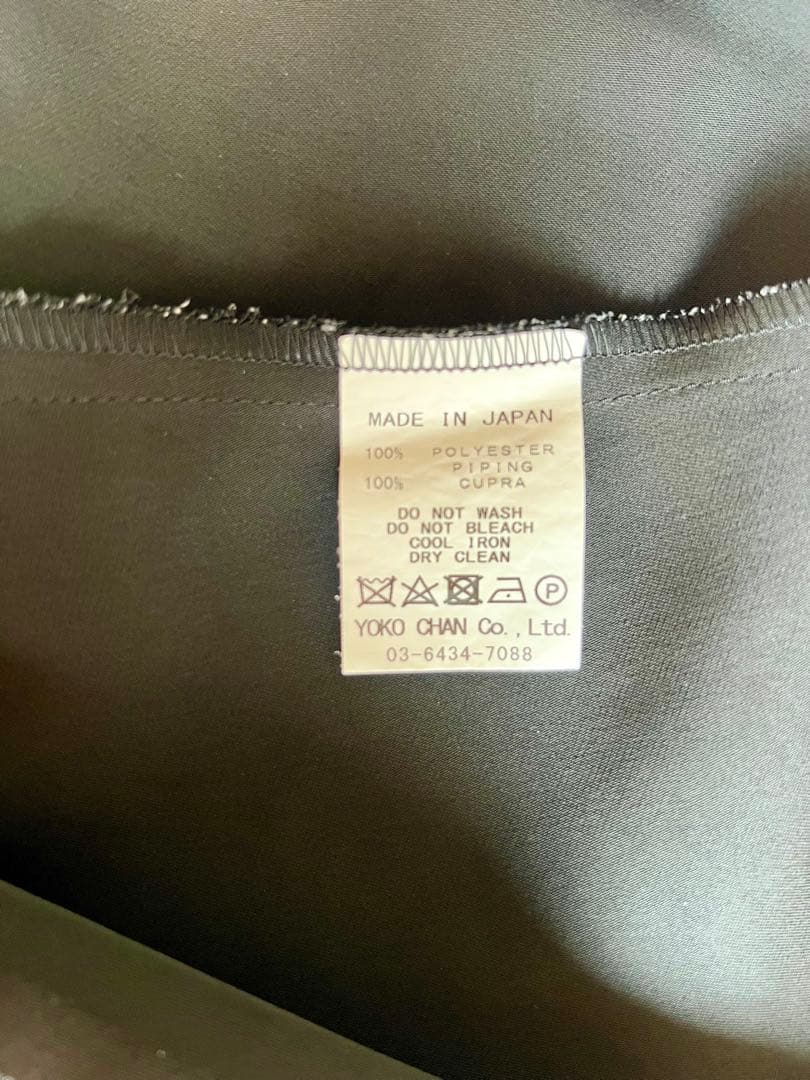 MADE IN JAPAN
100% POLYESTER
PIPING
100% CUPRA
DO NOT WASH
DO NOT BLEACH
COOL IRON
DRY CLEAN
P
YOKO CHAN Co.,Ltd.
03-6434-7088